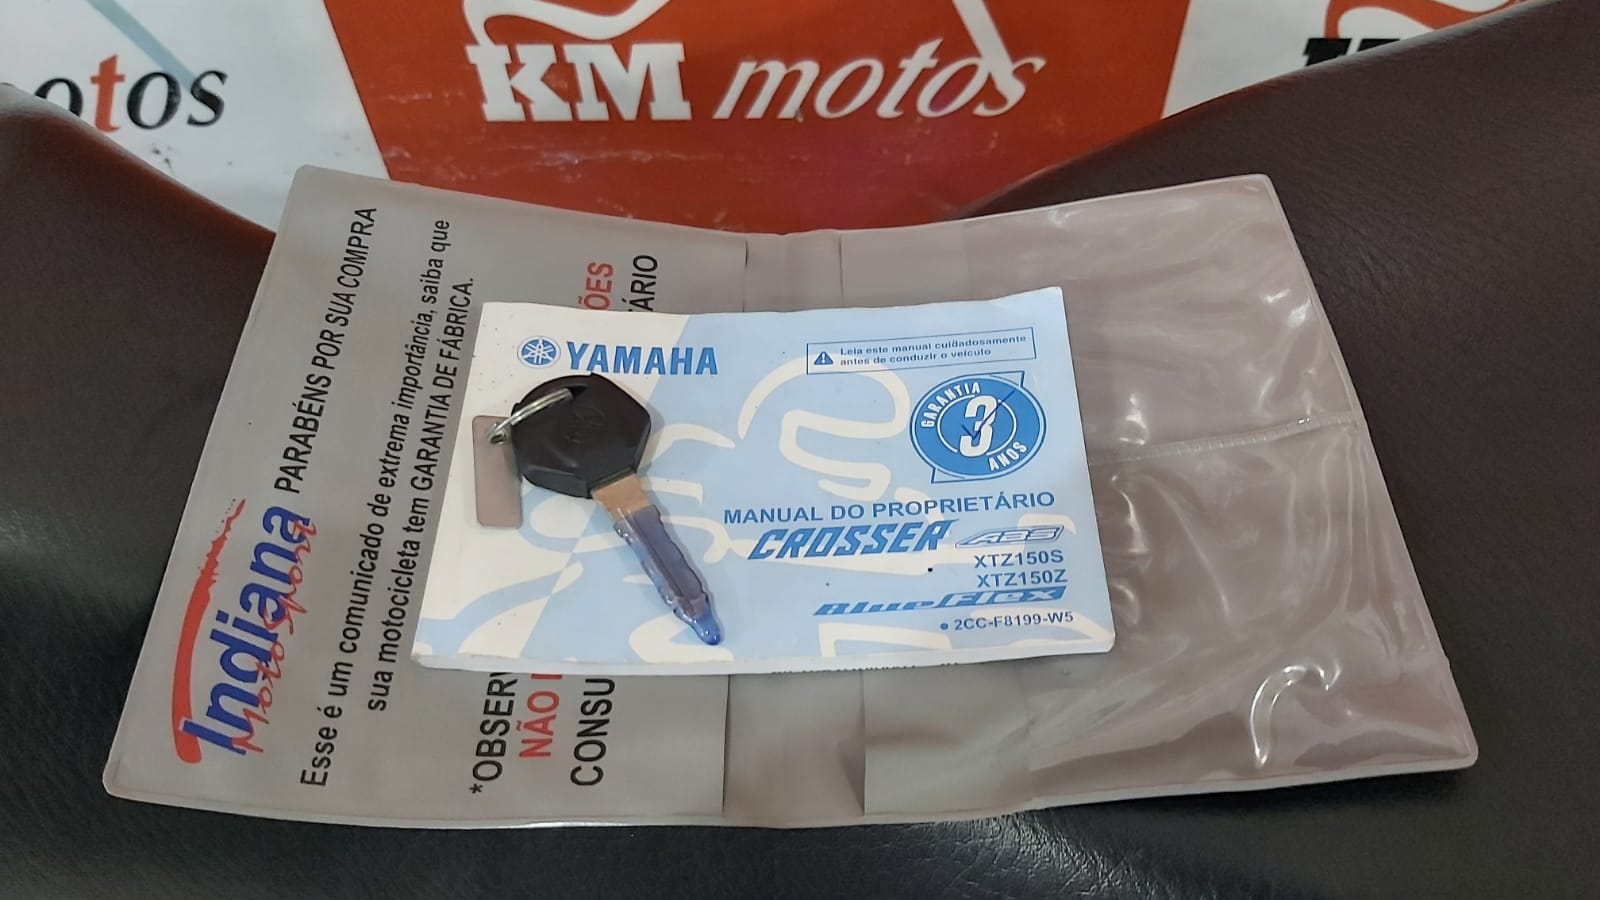 otos
KM motos
K
Indiana
Moto Sport
PARABÉNS POR SUA COMPRA
Esse é um comunicado de extrema importância, saiba que
sua motocicleta tem GARANTIA DE FÁBRICA.
*OBSER ÕES
NÃO
CONSU ÁRIO
YAMAHA
Leia este manual cuidadosamente
antes de conduzir o veículo
GARANTIA
3
ANOS
MANUAL DO PROPRIETÁRIO
CROSSER ABS
XTZ150S
XTZ150Z
BlueFlex
2CC-F8199-W5